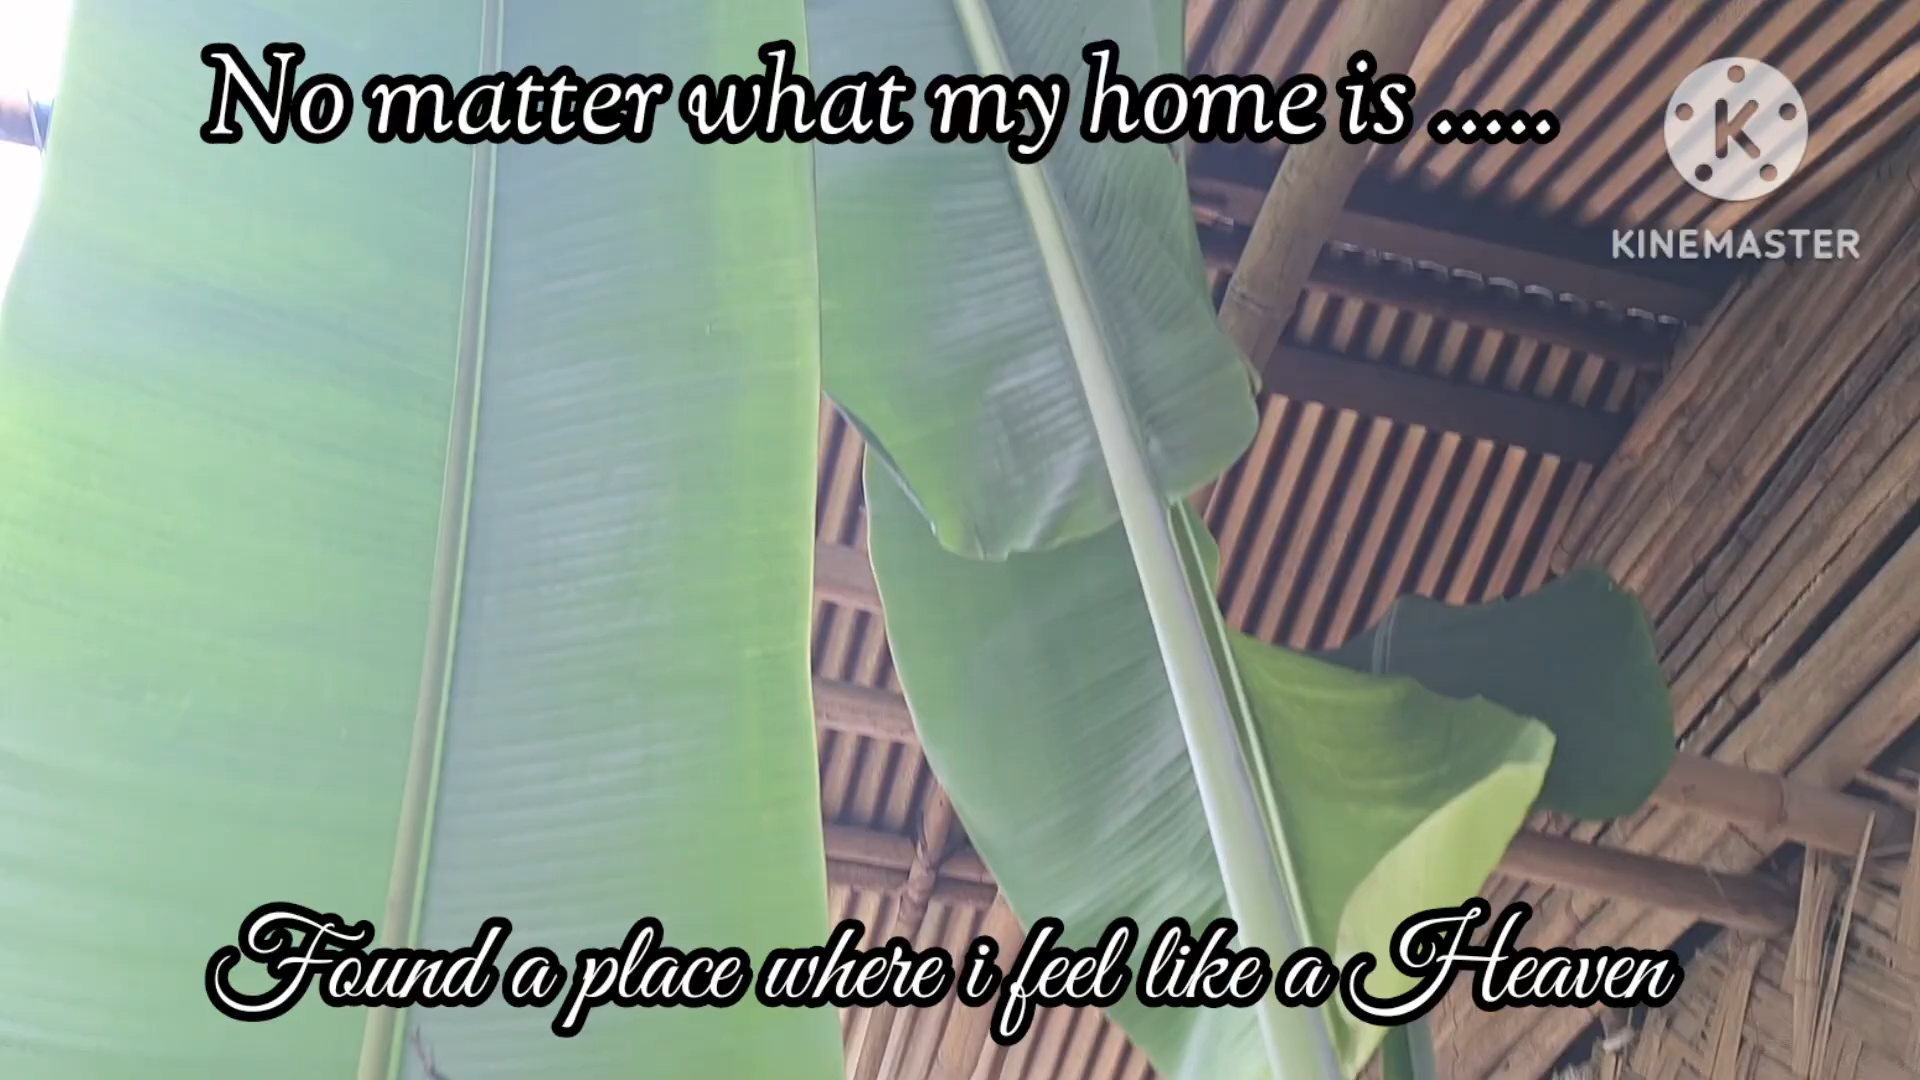 No matter what my home is .....
K
KINEMASTER
Found a place where i feel like a Heaven